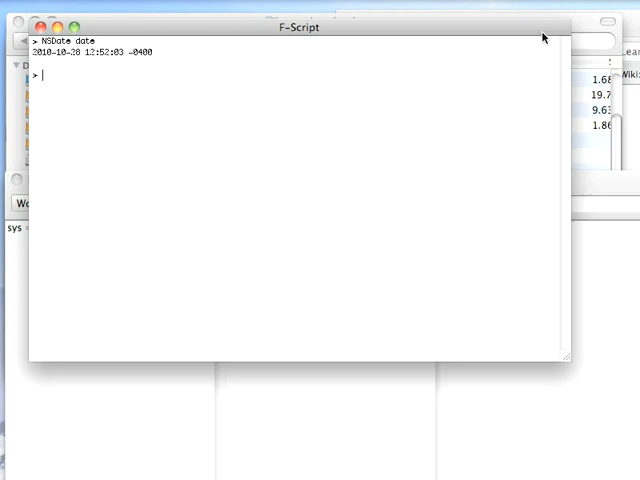 F-Script
> NSDate date
2010-10-28 12:52:03 -0400
>
1.68
19.7
9.63
1.86
sys